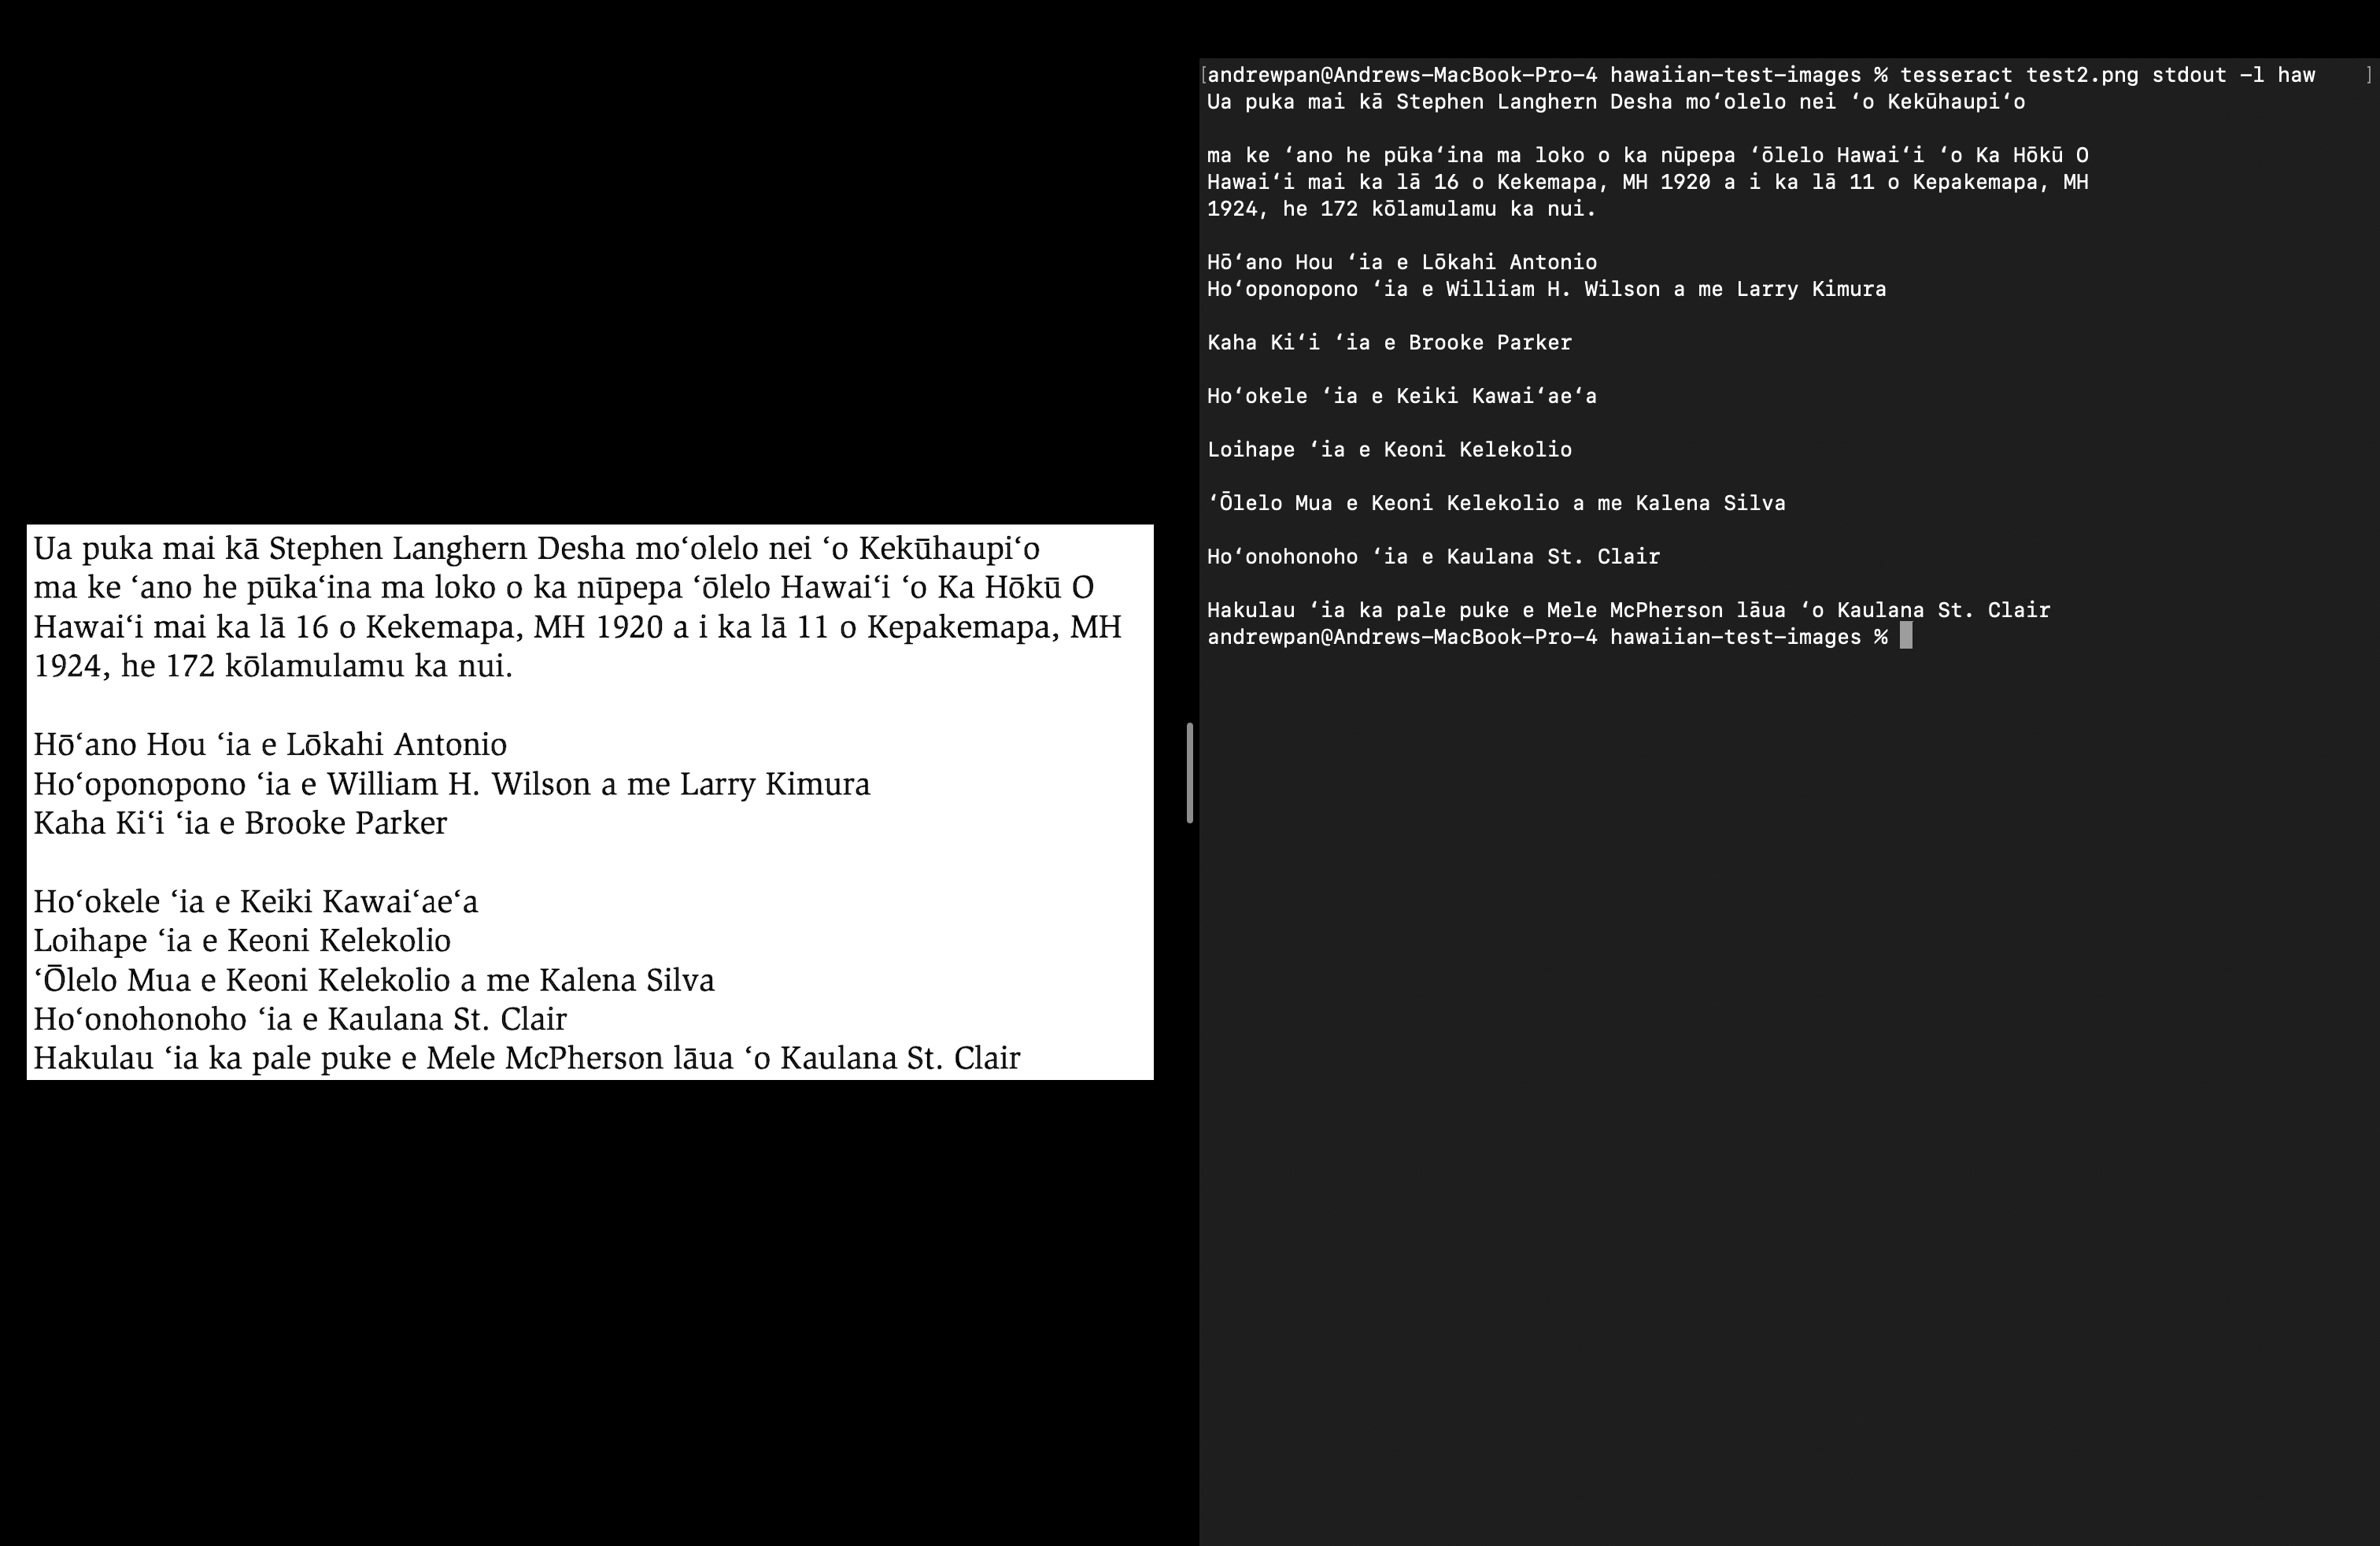 Ua puka mai kā Stephen Langhern Desha moʻolelo nei ʻo Kekūhaupiʻo
ma ke ʻano he pūkaʻina ma loko o ka nūpepa ʻōlelo Hawaiʻi ʻo Ka Hōkū O
Hawaiʻi mai ka lā 16 o Kekemapa, MH 1920 a i ka lā 11 o Kepakemapa, MH
1924, he 172 kōlamulamu ka nui.
Hōʻano Hou ʻia e Lōkahi Antonio
Hoʻoponopono ʻia e William H. Wilson a me Larry Kimura
Kaha Kiʻi ʻia e Brooke Parker
Hoʻokele ʻia e Keiki Kawaiʻaeʻa
Loihape ʻia e Keoni Kelekolio
ʻŌlelo Mua e Keoni Kelekolio a me Kalena Silva
Hoʻonohonoho ʻia e Kaulana St. Clair
Hakulau ʻia ka pale puke e Mele McPherson lāua ʻo Kaulana St. Clair
[andrewpan@Andrews-MacBook-Pro-4 hawaiian-test-images % tesseract test2.png stdout -l haw ]
Ua puka mai kā Stephen Langhern Desha moʻolelo nei ʻo Kekūhaupiʻo
ma ke ʻano he pūkaʻina ma loko o ka nūpepa ʻōlelo Hawaiʻi ʻo Ka Hōkū O
Hawaiʻi mai ka lā 16 o Kekemapa, MH 1920 a i ka lā 11 o Kepakemapa, MH
1924, he 172 kōlamulamu ka nui.
Hōʻano Hou ʻia e Lōkahi Antonio
Hoʻoponopono ʻia e William H. Wilson a me Larry Kimura
Kaha Kiʻi ʻia e Brooke Parker
Hoʻokele ʻia e Keiki Kawaiʻaeʻa
Loihape ʻia e Keoni Kelekolio
ʻŌlelo Mua e Keoni Kelekolio a me Kalena Silva
Hoʻonohonoho ʻia e Kaulana St. Clair
Hakulau ʻia ka pale puke e Mele McPherson lāua ʻo Kaulana St. Clair
andrewpan@Andrews-MacBook-Pro-4 hawaiian-test-images %